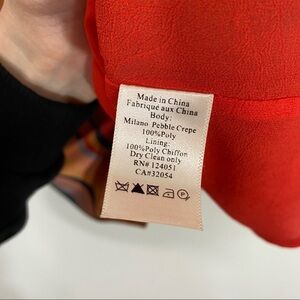 Made in China
Fabriqué aux China
Body:
Milano Pebble Crepe
100%Poly
Lining:
100%Poly Chiffon
Dry Clean only
RN# 124051
CA#32054
P